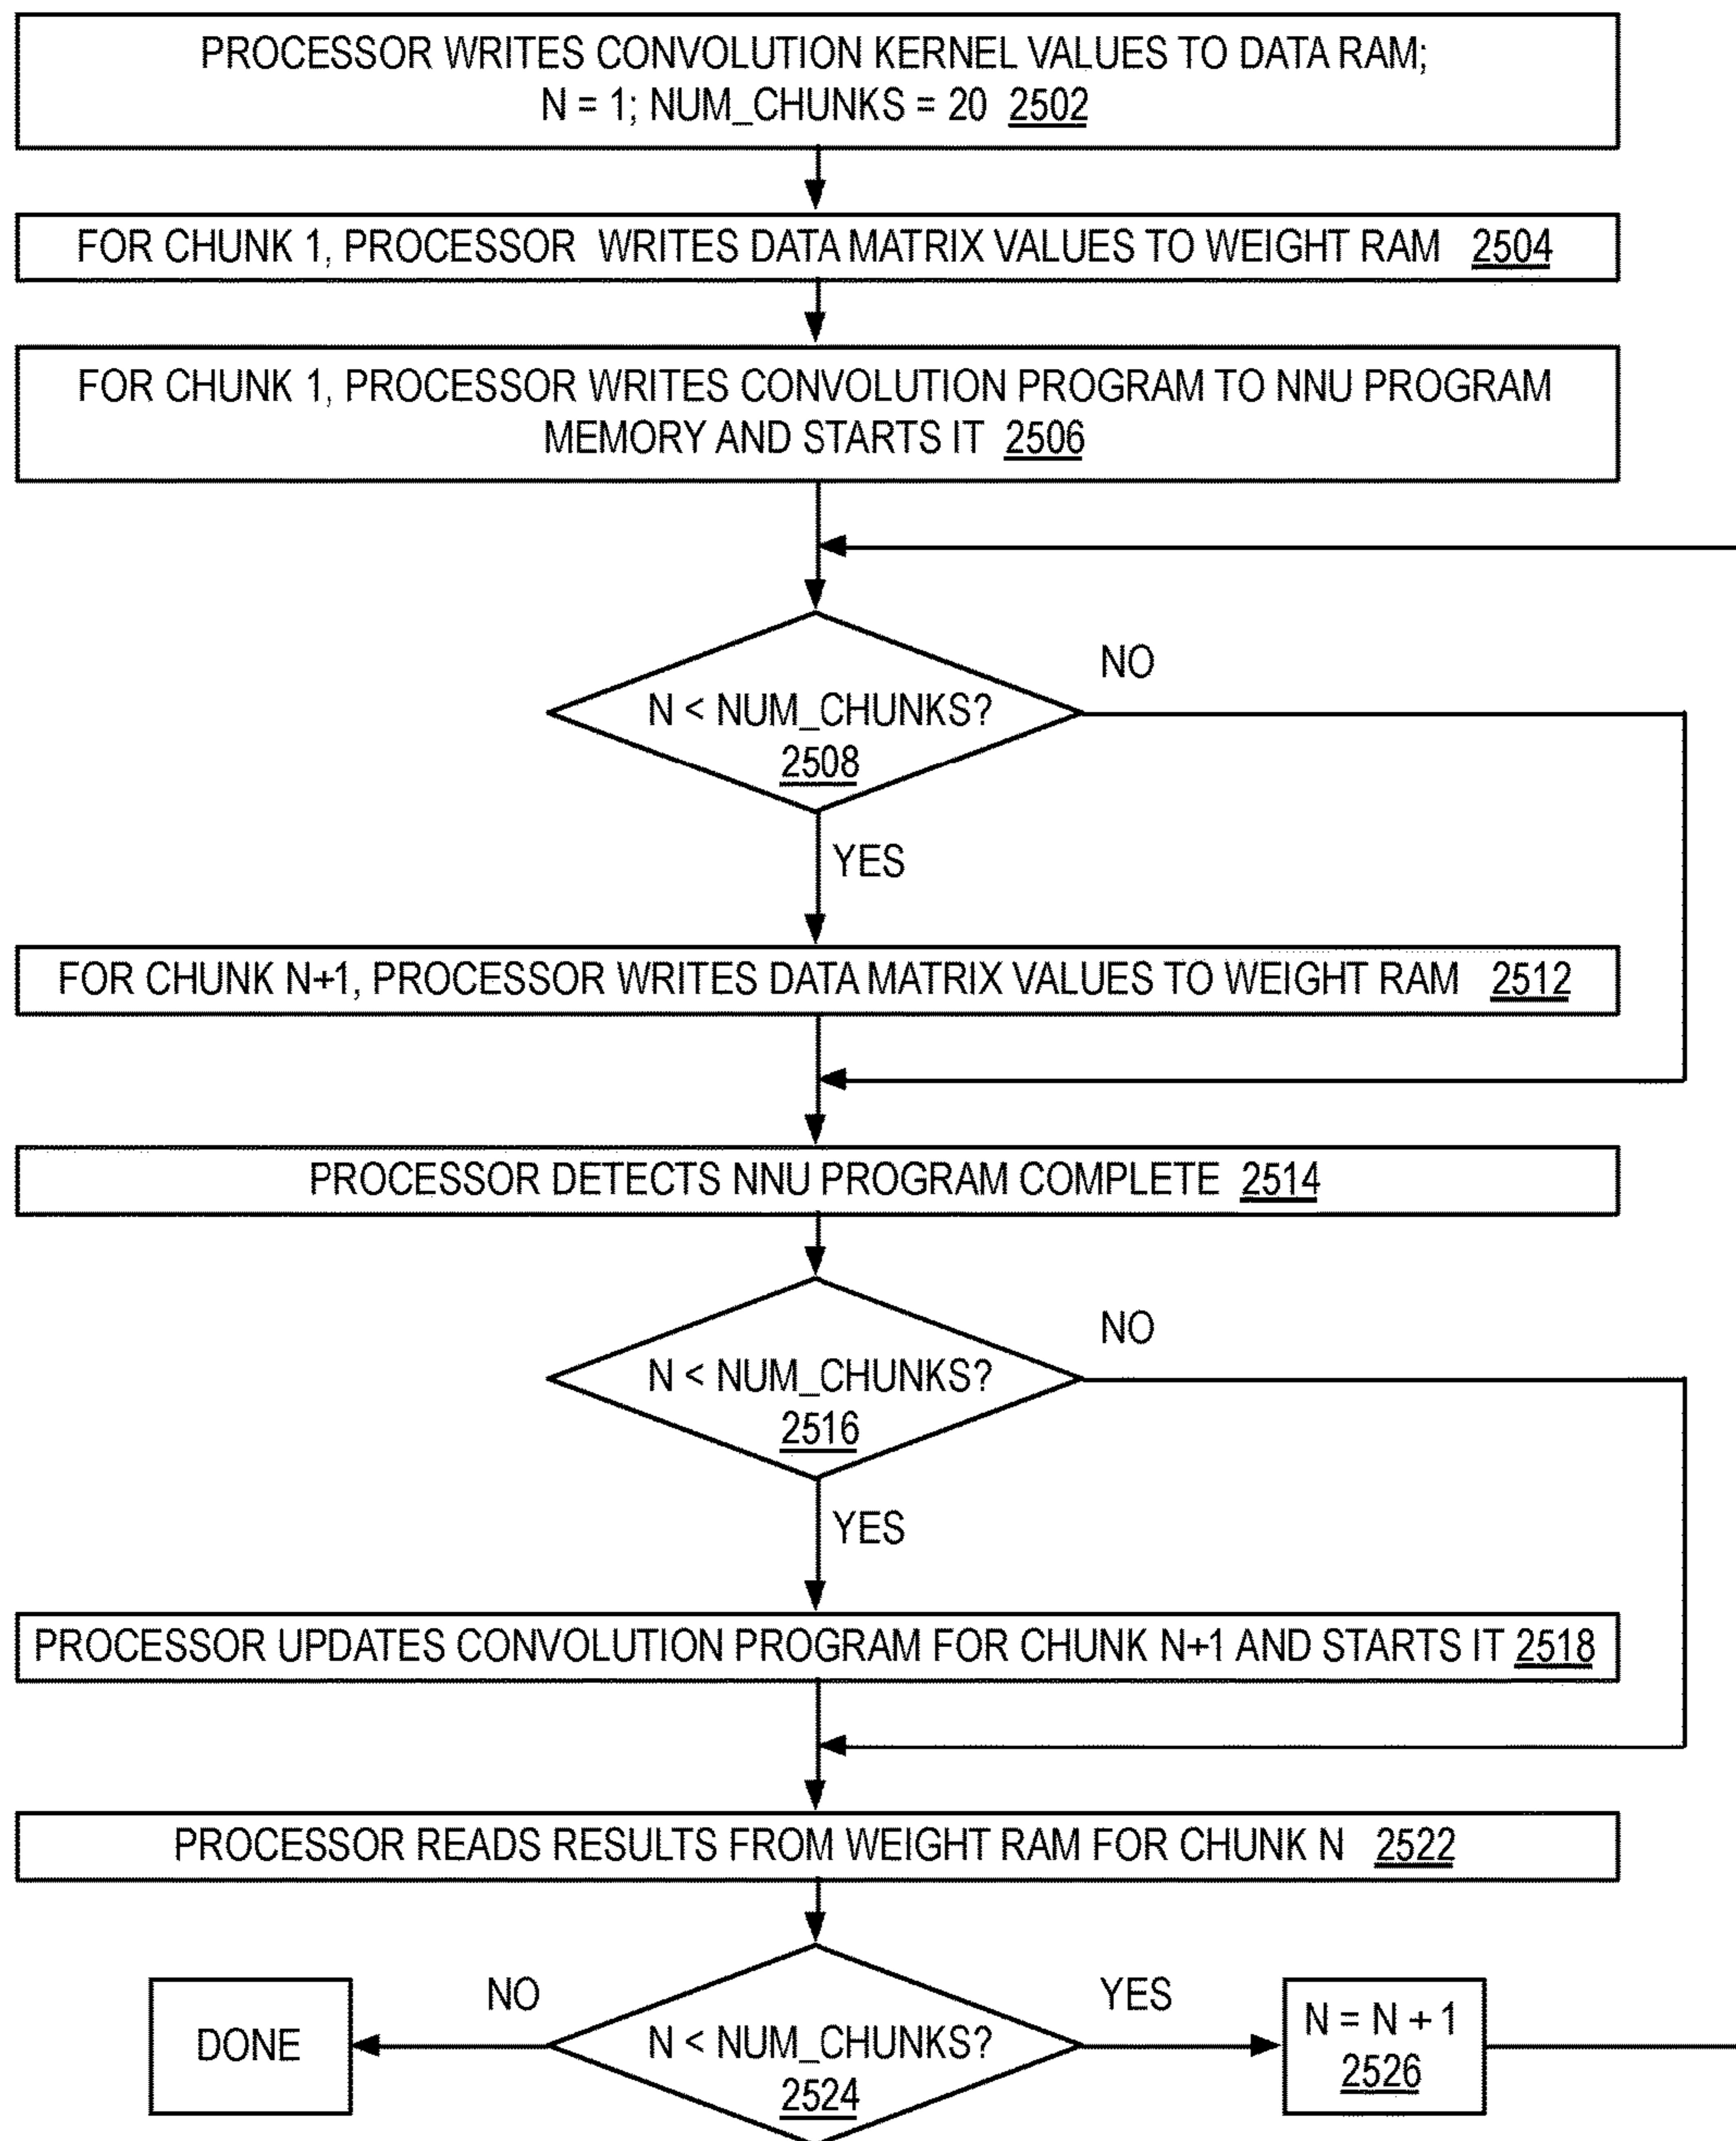 PROCESSOR WRITES CONVOLUTION KERNEL VALUES TO DATA RAM;
N = 1; NUM_CHUNKS = 20 2502
FOR CHUNK 1, PROCESSOR WRITES DATA MATRIX VALUES TO WEIGHT RAM 2504
FOR CHUNK 1, PROCESSOR WRITES CONVOLUTION PROGRAM TO NNU PROGRAM
MEMORY AND STARTS IT 2506
NO
N < NUM_CHUNKS?
2508
YES
FOR CHUNK N+1, PROCESSOR WRITES DATA MATRIX VALUES TO WEIGHT RAM 2512
PROCESSOR DETECTS NNU PROGRAM COMPLETE 2514
NO
N < NUM_CHUNKS?
2516
YES
PROCESSOR UPDATES CONVOLUTION PROGRAM FOR CHUNK N+1 AND STARTS IT 2518
PROCESSOR READS RESULTS FROM WEIGHT RAM FOR CHUNK N 2522
NO
YES
DONE
N < NUM_CHUNKS?
2524
N = N + 1
2526